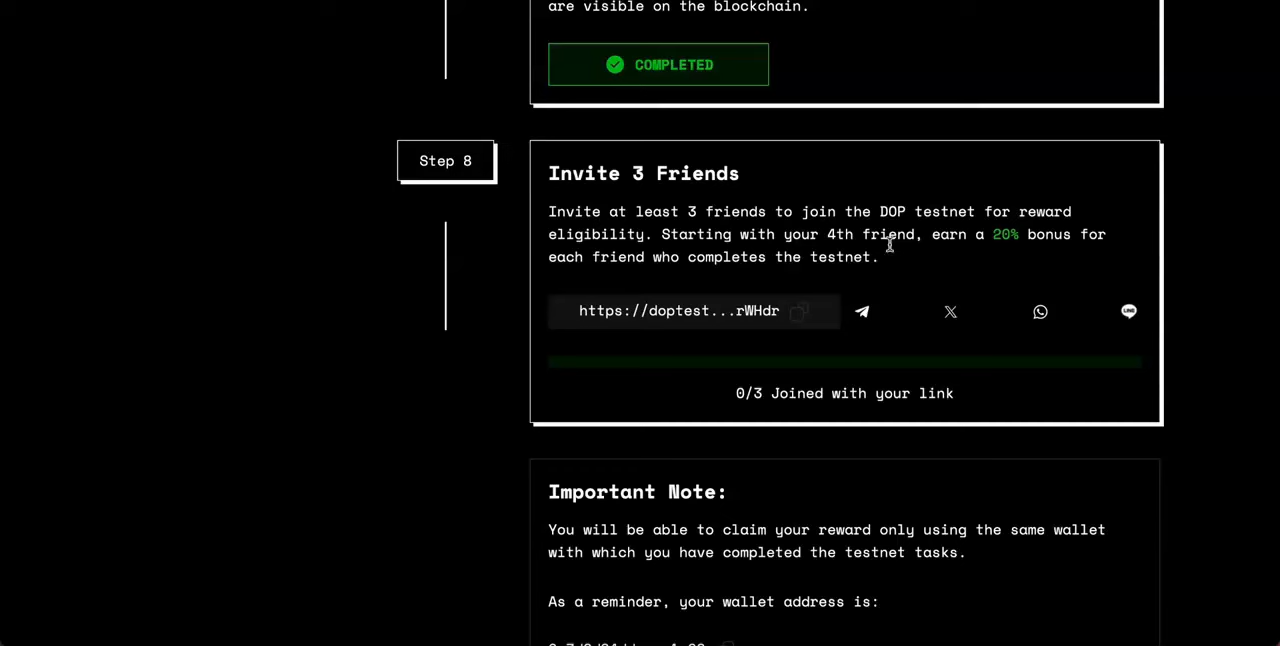 are visible on the blockchain.
COMPLETED
Step 8
Invite 3 Friends
Invite at least 3 friends to join the DOP testnet for reward
eligibility. Starting with your 4th friend, earn a 20% bonus for
each friend who completes the testnet.
https://doptest...rWHdr
LINE
0/3 Joined with your link
Important Note:
You will be able to claim your reward only using the same wallet
with which you have completed the testnet tasks.
As a reminder, your wallet address is: